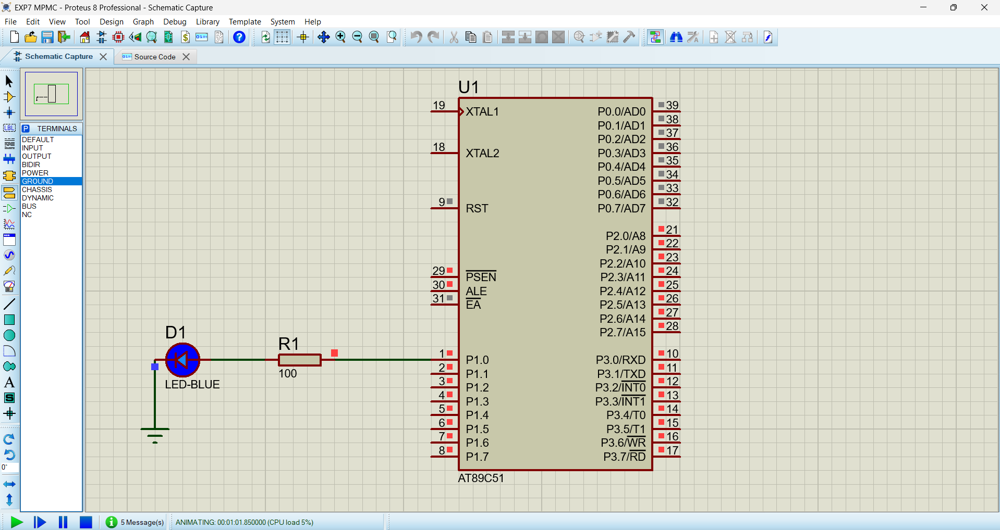 EXP7 MPMC - Proteus 8 Professional - Schematic Capture
File Edit View Tool Design Graph Debug Library Template System Help
Schematic Capture
Source Code
P TERMINALS
DEFAULT
INPUT
OUTPUT
BIDIR
POWER
GROUND
CHASSIS
DYNAMIC
BUS
NC
LBL
A
S
0°
U1
19 XTAL1
18 XTAL2
9 RST
29 PSEN
30 ALE
31 EA
1 P1.0
2 P1.1
3 P1.2
4 P1.3
5 P1.4
6 P1.5
7 P1.6
8 P1.7
P0.0/AD0 39
P0.1/AD1 38
P0.2/AD2 37
P0.3/AD3 36
P0.4/AD4 35
P0.5/AD5 34
P0.6/AD6 33
P0.7/AD7 32
P2.0/A8 21
P2.1/A9 22
P2.2/A10 23
P2.3/A11 24
P2.4/A12 25
P2.5/A13 26
P2.6/A14 27
P2.7/A15 28
P3.0/RXD 10
P3.1/TXD 11
P3.2/INT0 12
P3.3/INT1 13
P3.4/T0 14
P3.5/T1 15
P3.6/WR 16
P3.7/RD 17
AT89C51
D1
LED-BLUE
R1
100
5 Message(s)
ANIMATING: 00:01:01.850000 (CPU load 5%)